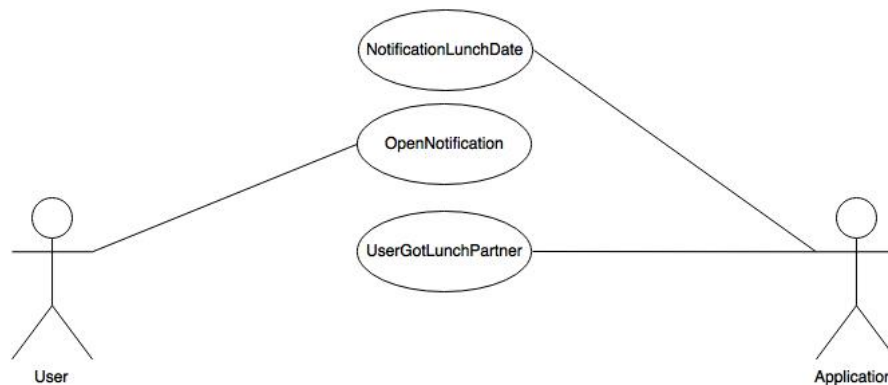 NotificationLunchDate
OpenNotification
UserGotLunchPartner
User
Application